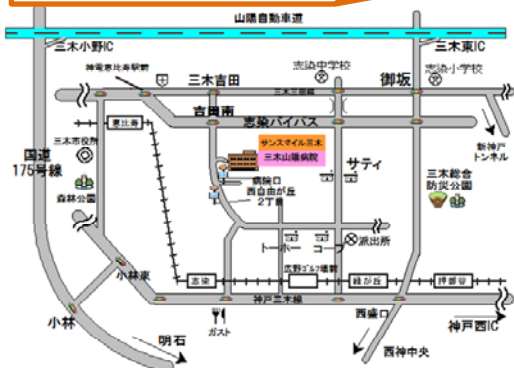 山陽自動車道
三木小野IC
三木東IC
神電恵比寿駅前
三木吉田
志染中学校
御坂
志染小学校
三木三田線
吉田南
志染バイパス
恵比寿
三木市役所
国道
175号線
森林公園
サンスマイル三木
三木山陽病院
サティ
新神戸
トンネル
三木総合
防災公園
病院口
西自由が丘
2丁目
トーホー
コープ
派出所
小林東
志染
広野ゴルフ場前
緑が丘
押部谷
神戸三木線
小林
ガスト
明石
西盛口
西神中央
神戸西IC